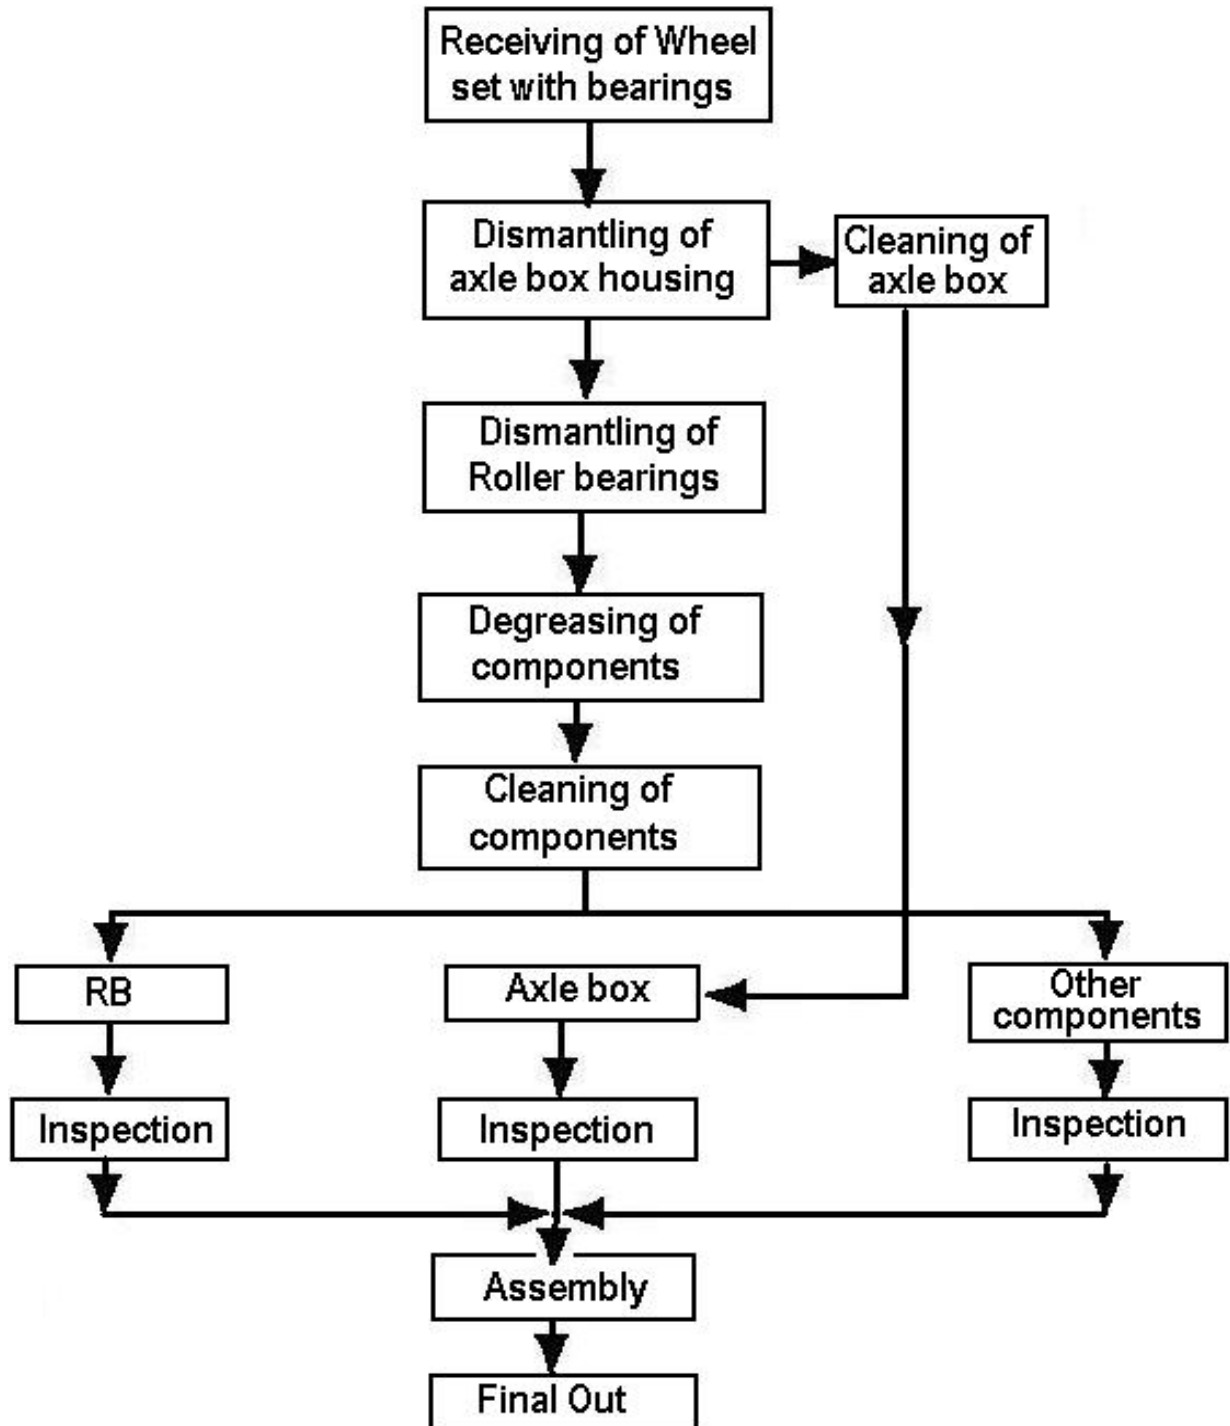 Receiving of Wheel
set with bearings
Dismantling of
axle box housing
Cleaning of
axle box
Dismantling of
Roller bearings
Degreasing of
components
Cleaning of
components
RB
Axle box
Other
components
Inspection
Inspection
Inspection
Assembly
Final Out